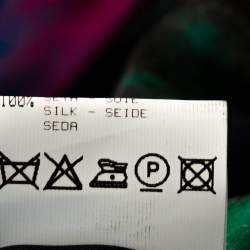 100% SETA - SOIE
SILK - SEIDE
SEDA
P